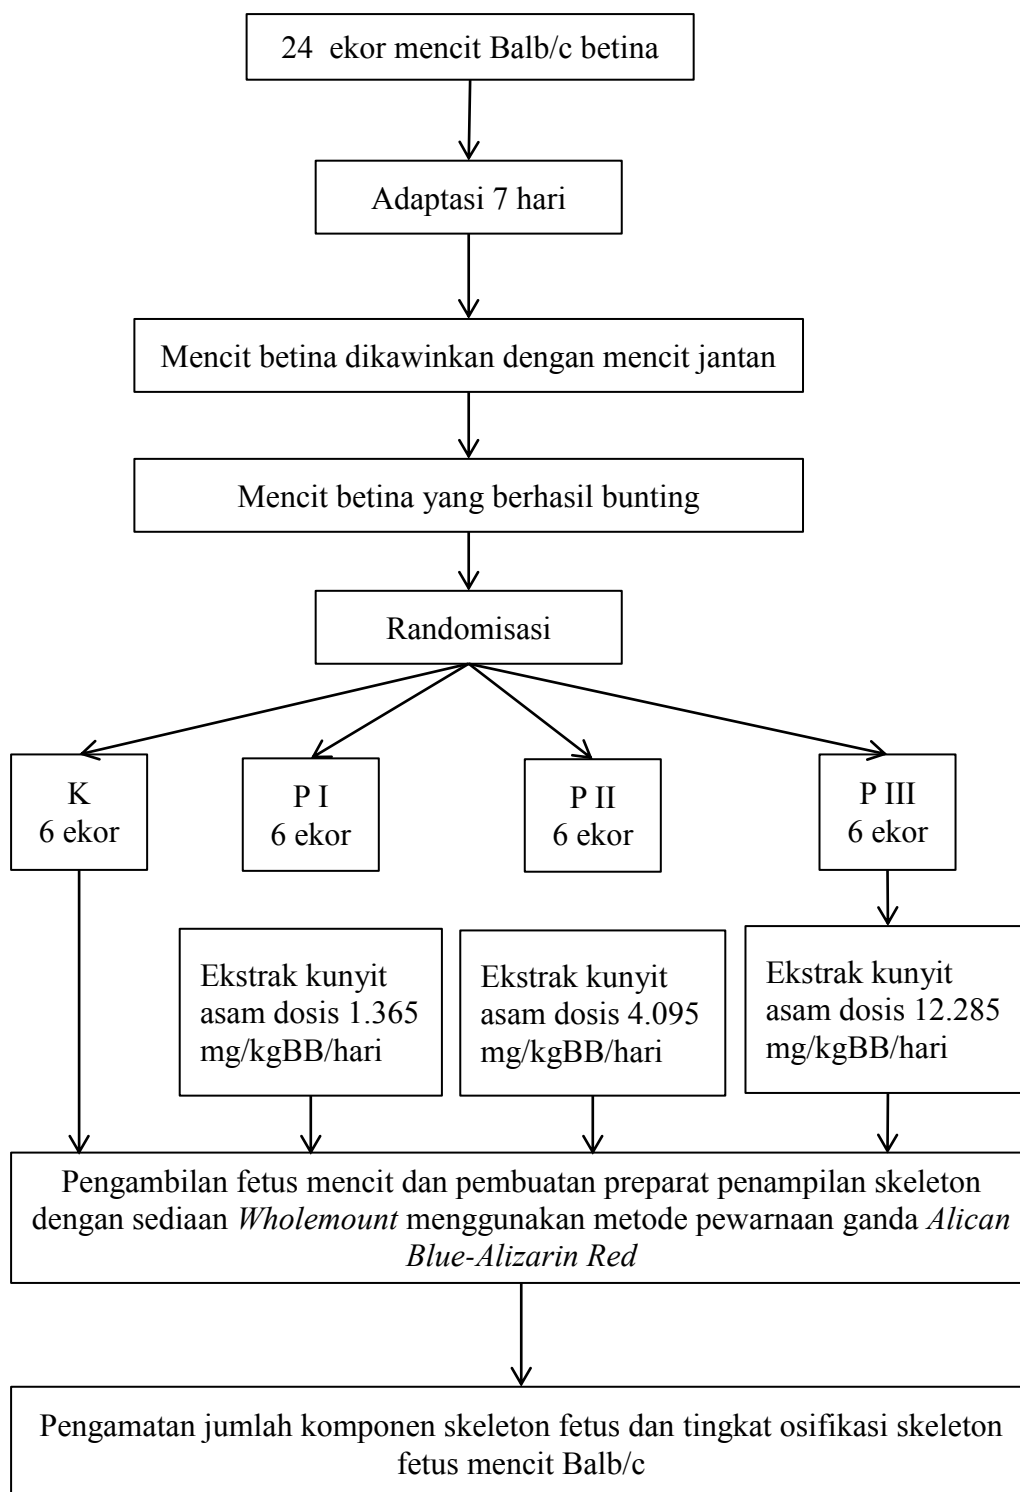 24 ekor mencit Balb/c betina
Adaptasi 7 hari
Mencit betina dikawinkan dengan mencit jantan
Mencit betina yang berhasil bunting
Randomisasi
K
6 ekor
P I
6 ekor
P II
6 ekor
P III
6 ekor
Ekstrak kunyit
asam dosis 1.365
mg/kgBB/hari
Ekstrak kunyit
asam dosis 4.095
mg/kgBB/hari
Ekstrak kunyit
asam dosis 12.285
mg/kgBB/hari
Pengambilan fetus mencit dan pembuatan preparat penampilan skeleton
dengan sediaan Wholemount menggunakan metode pewarnaan ganda Alican
Blue-Alizarin Red
Pengamatan jumlah komponen skeleton fetus dan tingkat osifikasi skeleton
fetus mencit Balb/c